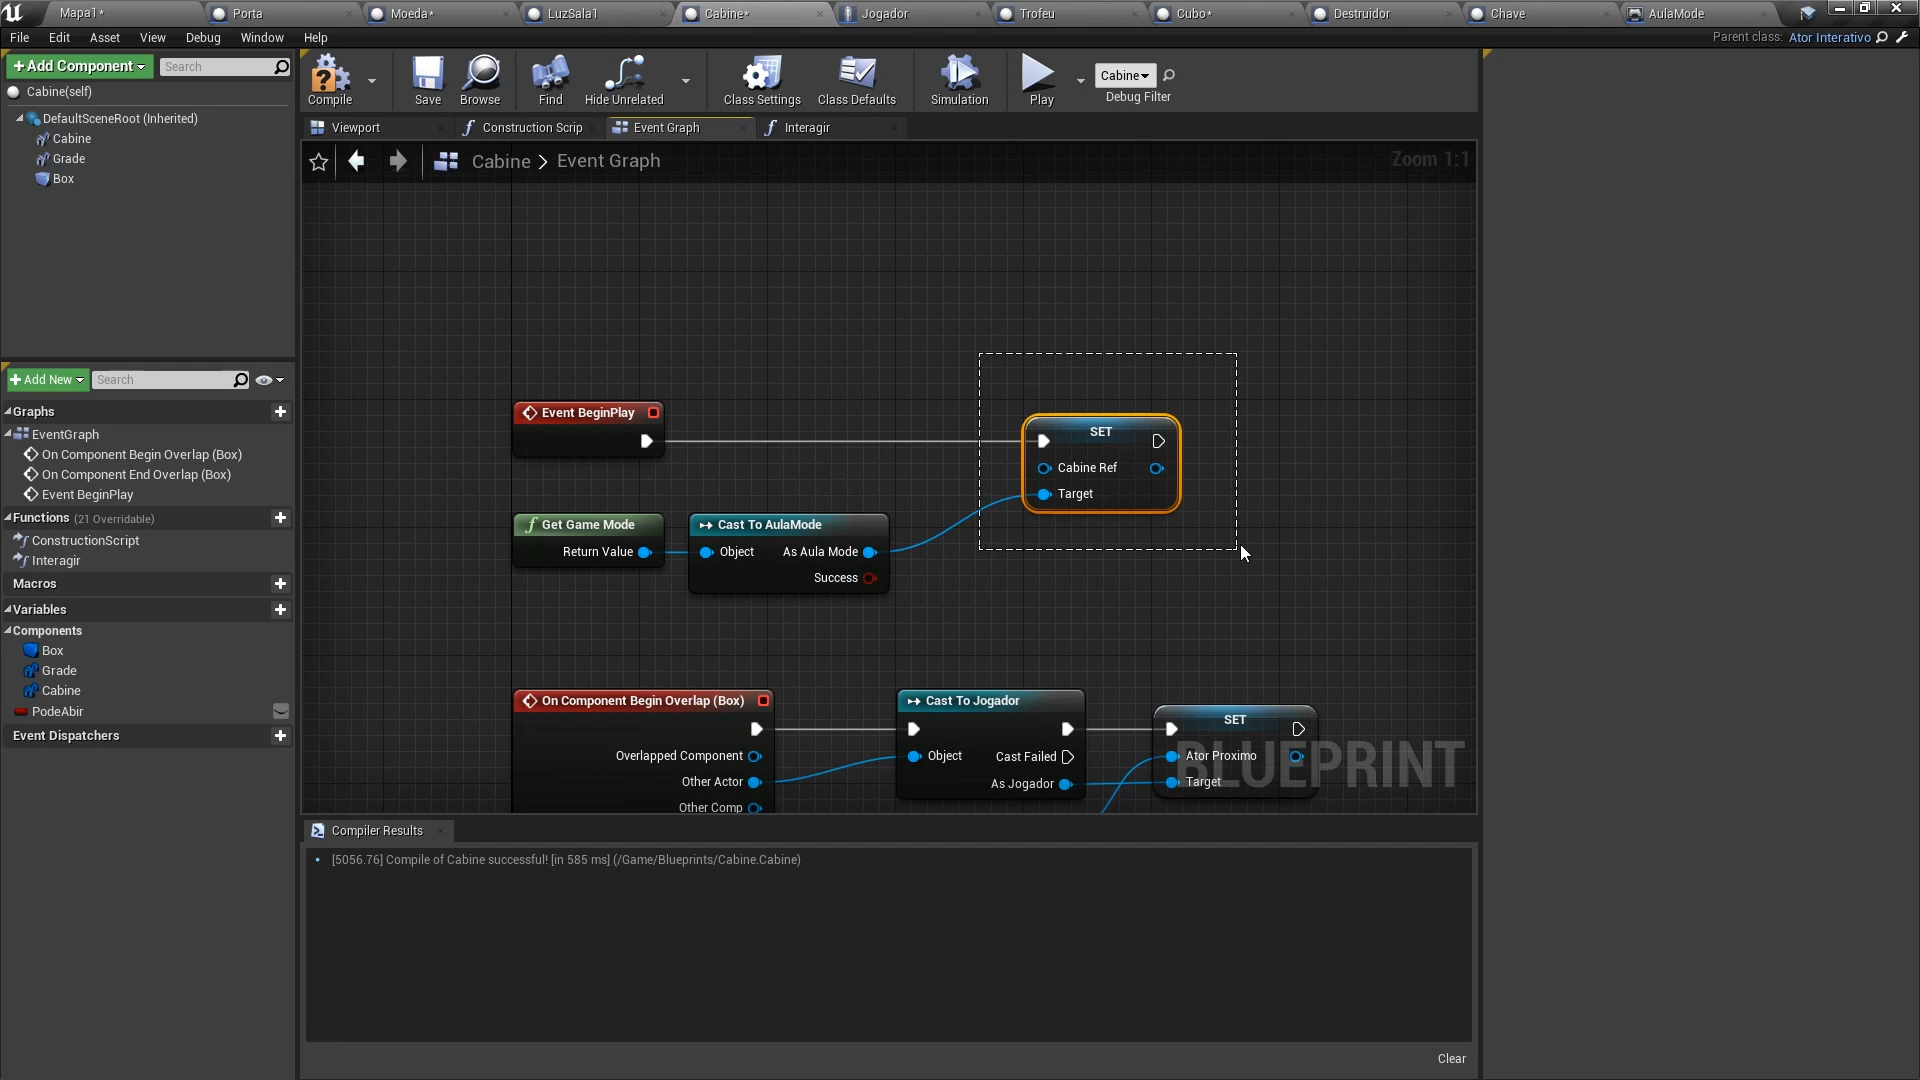 Mapa1*
Porta
Moeda*
LuzSala1
Cabine*
Jogador
Trofeu
Cubo*
Destruidor
Chave
AulaMode
File Edit Asset View Debug Window Help
Parent class: Ator Interativo
+ Add Component
Search
Compile
Save
Browse
Find
Hide Unrelated
Class Settings
Class Defaults
Simulation
Play
Cabine
Debug Filter
Cabine(self)
DefaultSceneRoot (Inherited)
Cabine
Grade
Box
Viewport
Construction Scrip
Event Graph
Interagir
Cabine > Event Graph
Zoom 1:1
+ Add New
Search
Graphs
EventGraph
On Component Begin Overlap (Box)
On Component End Overlap (Box)
Event BeginPlay
Functions (21 Overridable)
ConstructionScript
Interagir
Macros
Variables
Components
Box
Grade
Cabine
PodeAbir
Event Dispatchers
Event BeginPlay
SET
Cabine Ref
Target
Get Game Mode
Return Value
Cast To AulaMode
Object
As Aula Mode
Success
On Component Begin Overlap (Box)
Overlapped Component
Other Actor
Other Comp
Cast To Jogador
Object
Cast Failed
As Jogador
SET
Ator Proximo
Target
BLUEPRINT
Compiler Results
[5056.76] Compile of Cabine successful! [in 585 ms] (/Game/Blueprints/Cabine.Cabine)
Clear